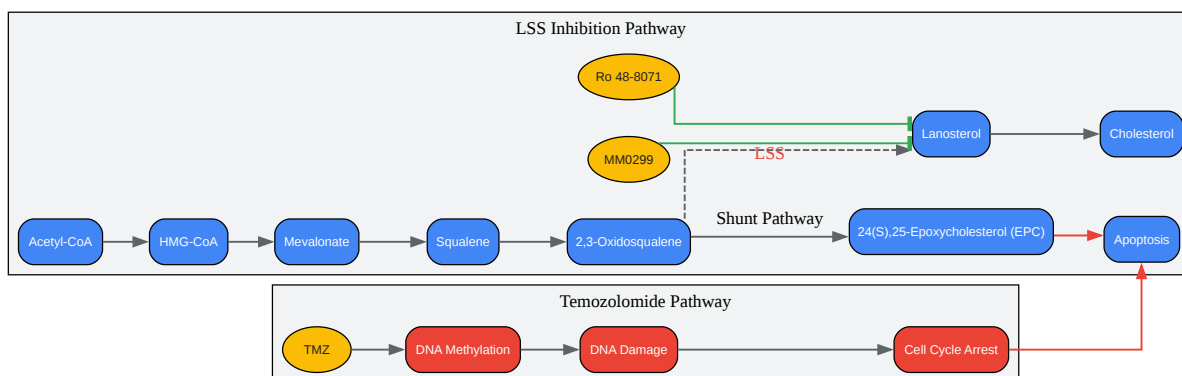 LSS Inhibition Pathway
Ro 48-8071
Lanosterol
Cholesterol
MM0299
LSS
Acetyl-CoA
HMG-CoA
Mevalonate
Squalene
2,3-Oxidosqualene
Shunt Pathway
24(S),25-Epoxycholesterol (EPC)
Apoptosis
Temozolomide Pathway
TMZ
DNA Methylation
DNA Damage
Cell Cycle Arrest